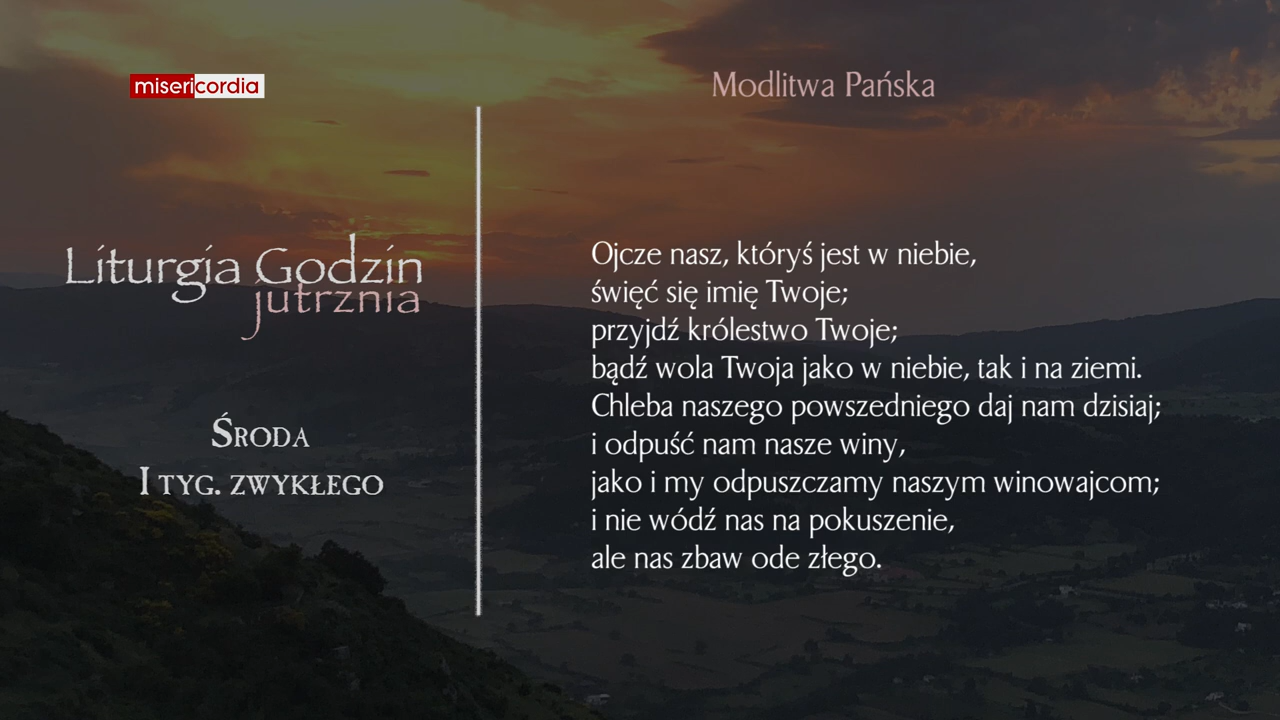 misericordia
Liturgia Godzin
jutrznia
Środa
I tyg. zwykłego
Modlitwa Pańska
Ojcze nasz, któryś jest w niebie,
święć się imię Twoje;
przyjdź królestwo Twoje;
bądź wola Twoja jako w niebie, tak i na ziemi.
Chleba naszego powszedniego daj nam dzisiaj;
i odpuść nam nasze winy,
jako i my odpuszczamy naszym winowajcom;
i nie wódź nas na pokuszenie,
ale nas zbaw ode złego.